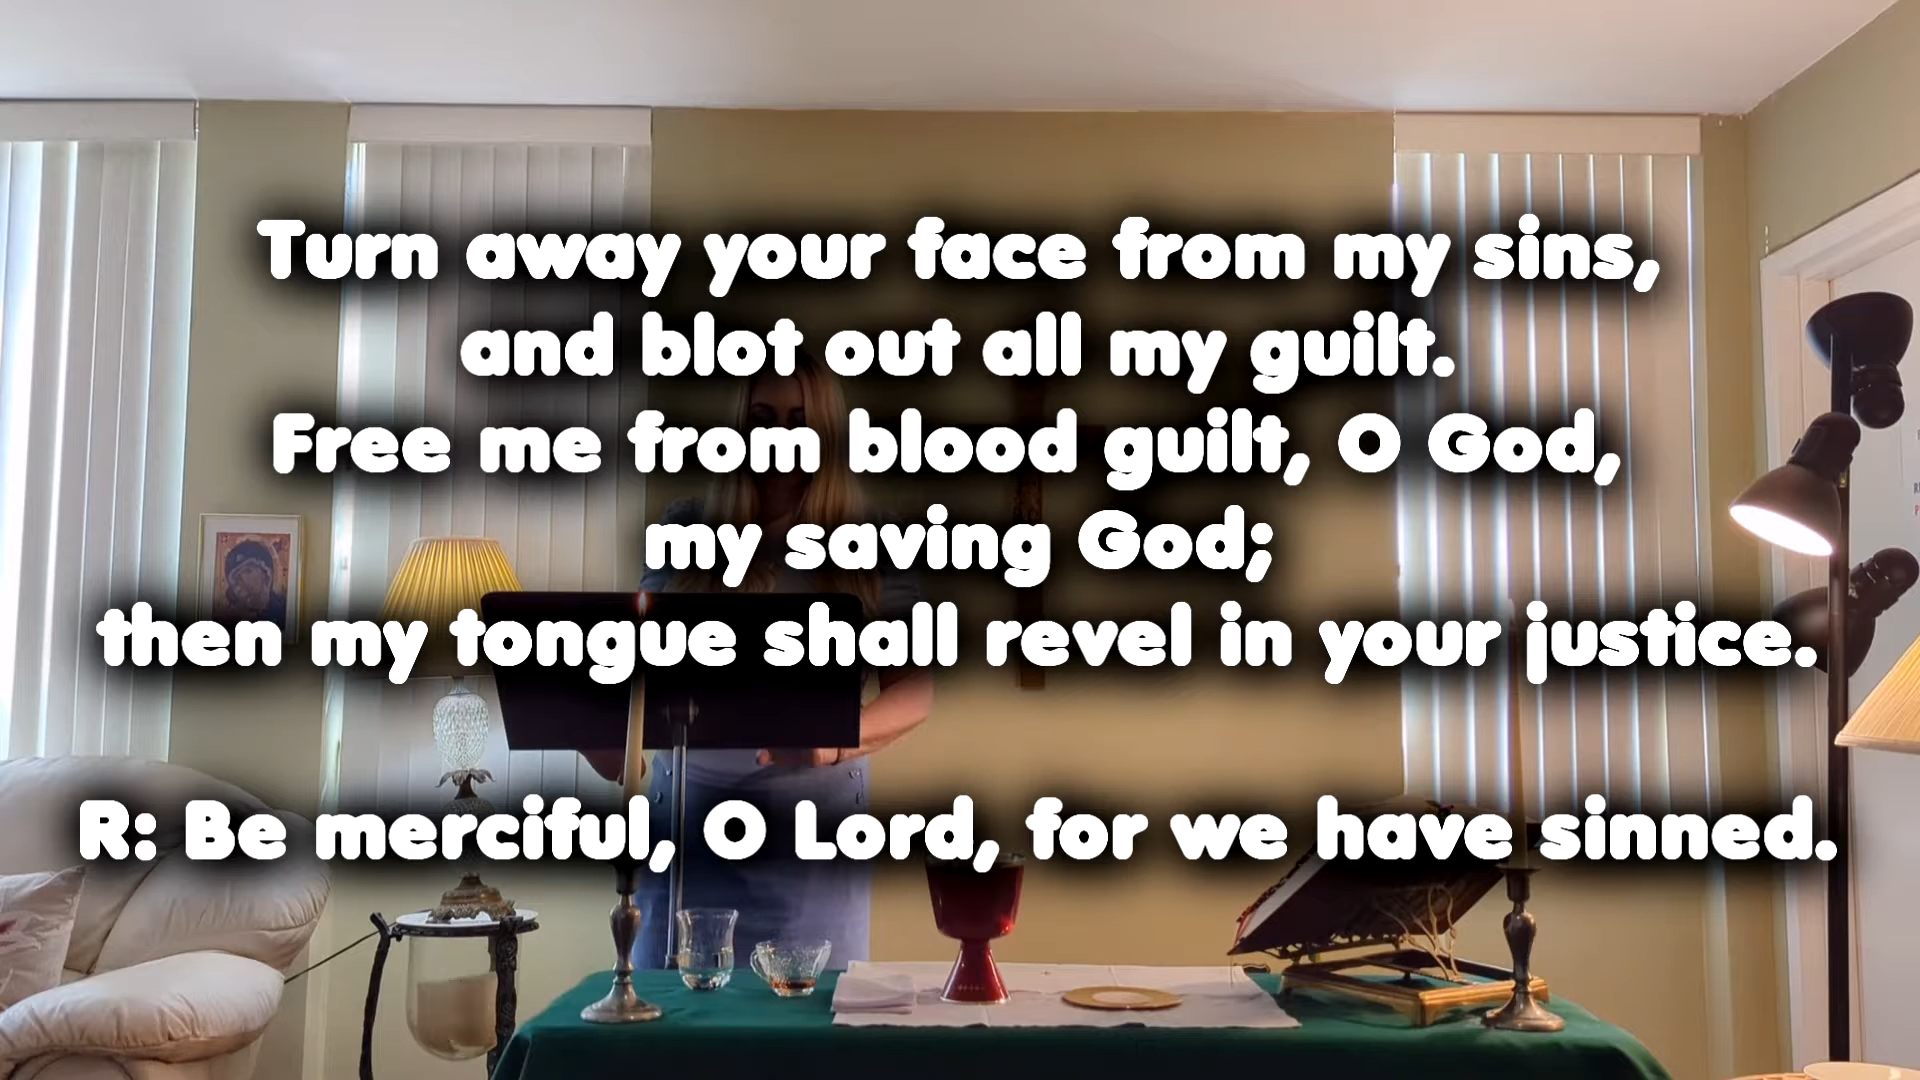 Turn away your face from my sins,
and blot out all my guilt.
Free me from blood guilt, O God,
my saving God;
then my tongue shall revel in your justice.
R: Be merciful, O Lord, for we have sinned.